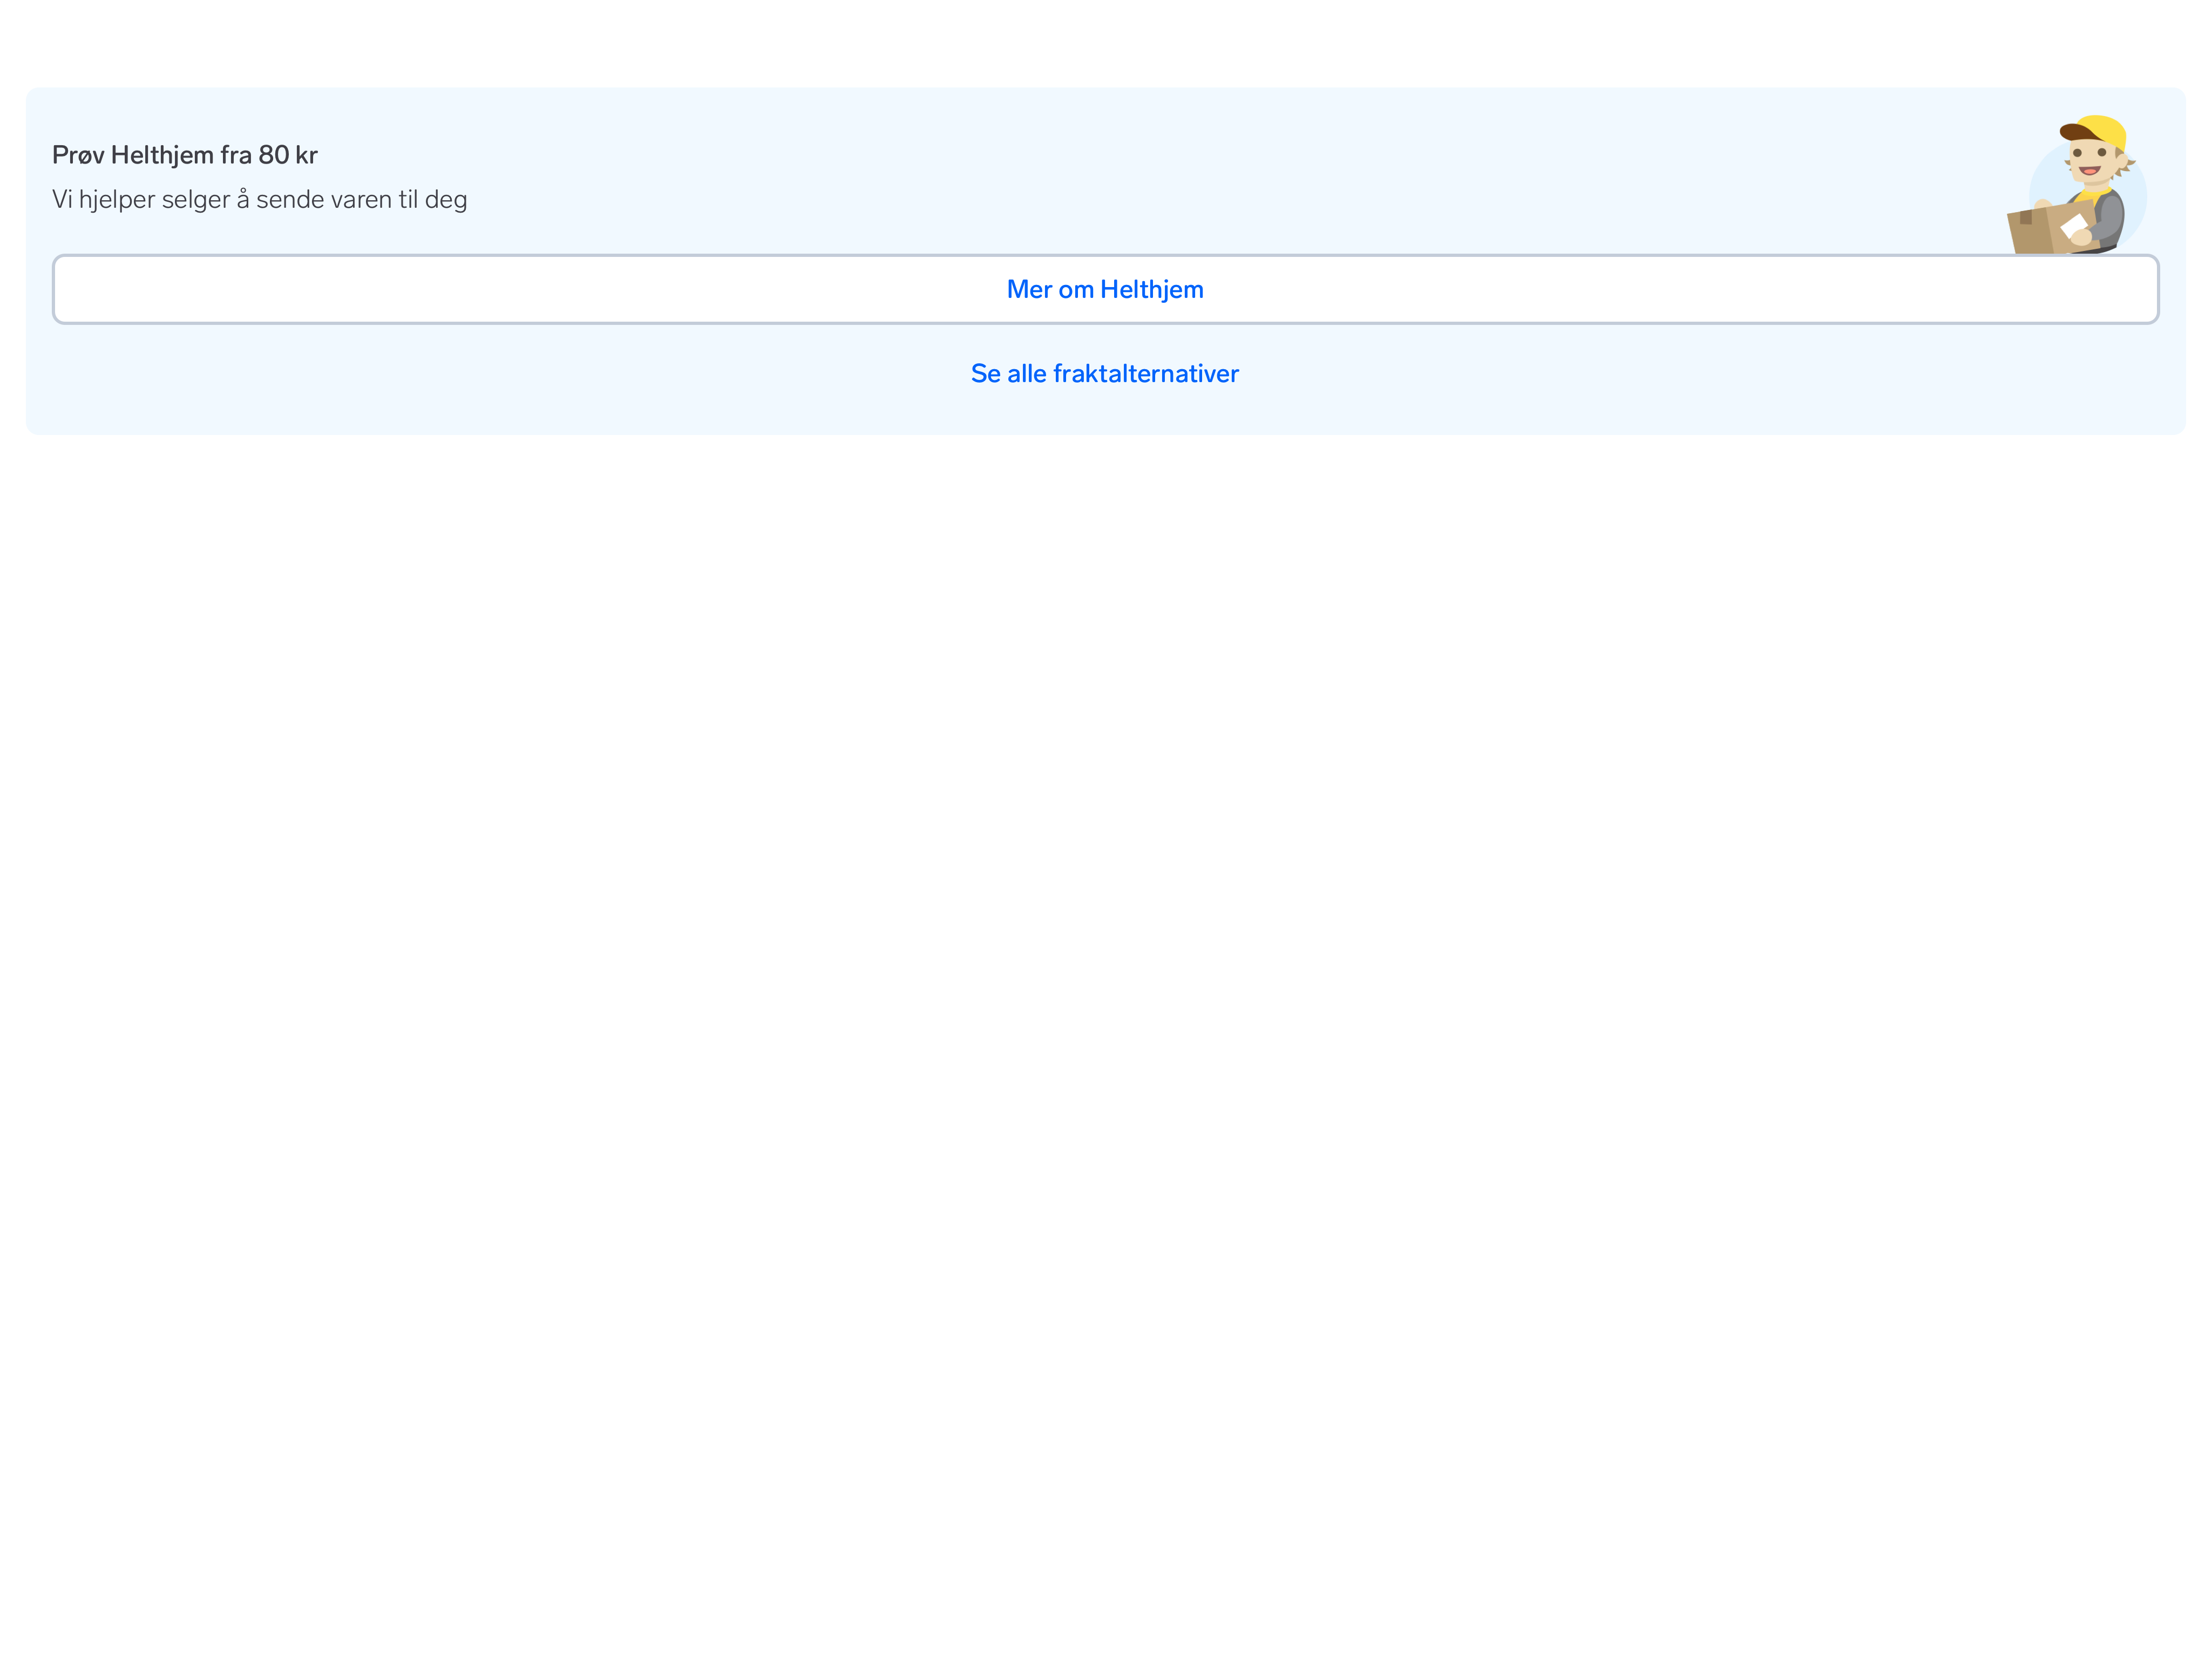 Prøv Helthjem fra 80 kr
Vi hjelper selger å sende varen til deg
Mer om Helthjem
Se alle fraktalternativer